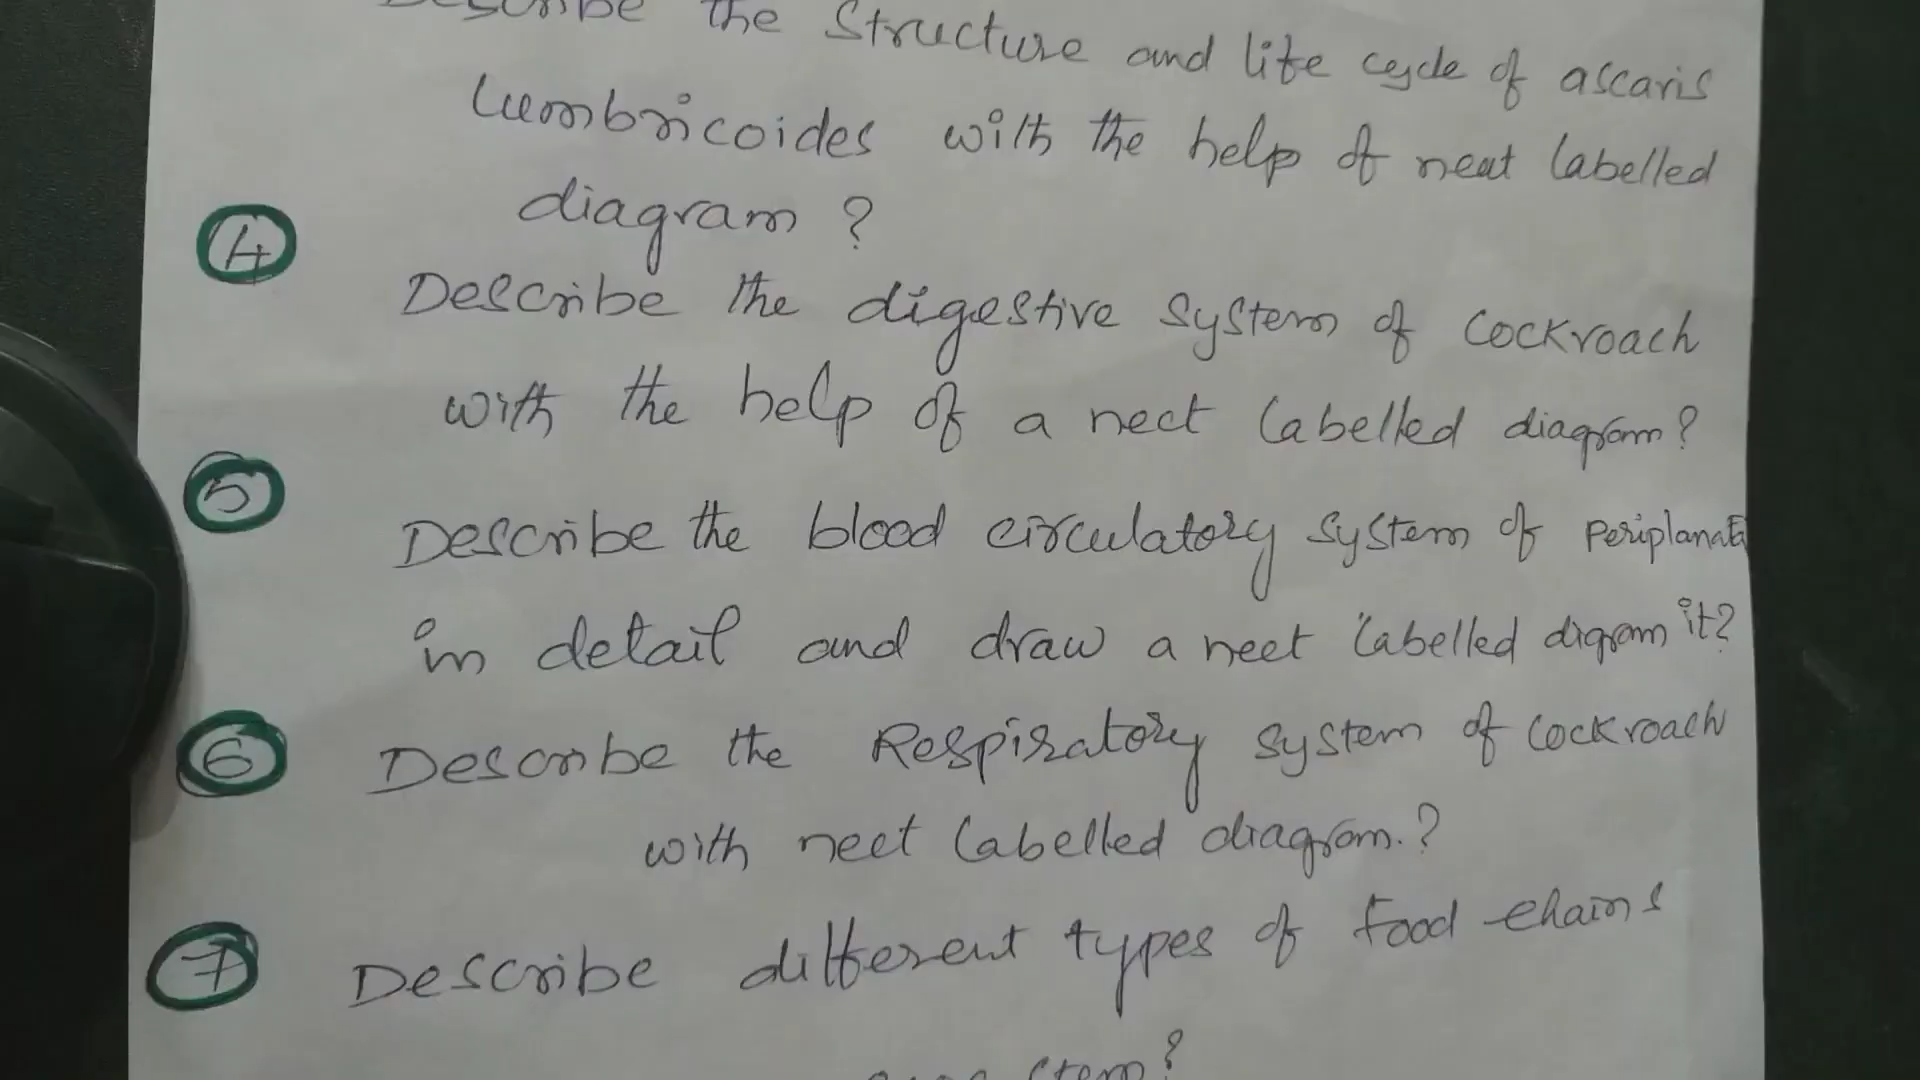 Describe the Structure and life cycle of ascaris
Lumbricoides with the help of neat labelled
diagram ?
4 Describe the digestive system of cockroach
with the help of a neet labelled diagram?
5 Describe the blood circulatory system of periplaneta
in detail and draw a neet labelled digram it?
6 Describe the Respiratory system of cockroach
with neet labelled diagram.?
7 Describe different types of food chains